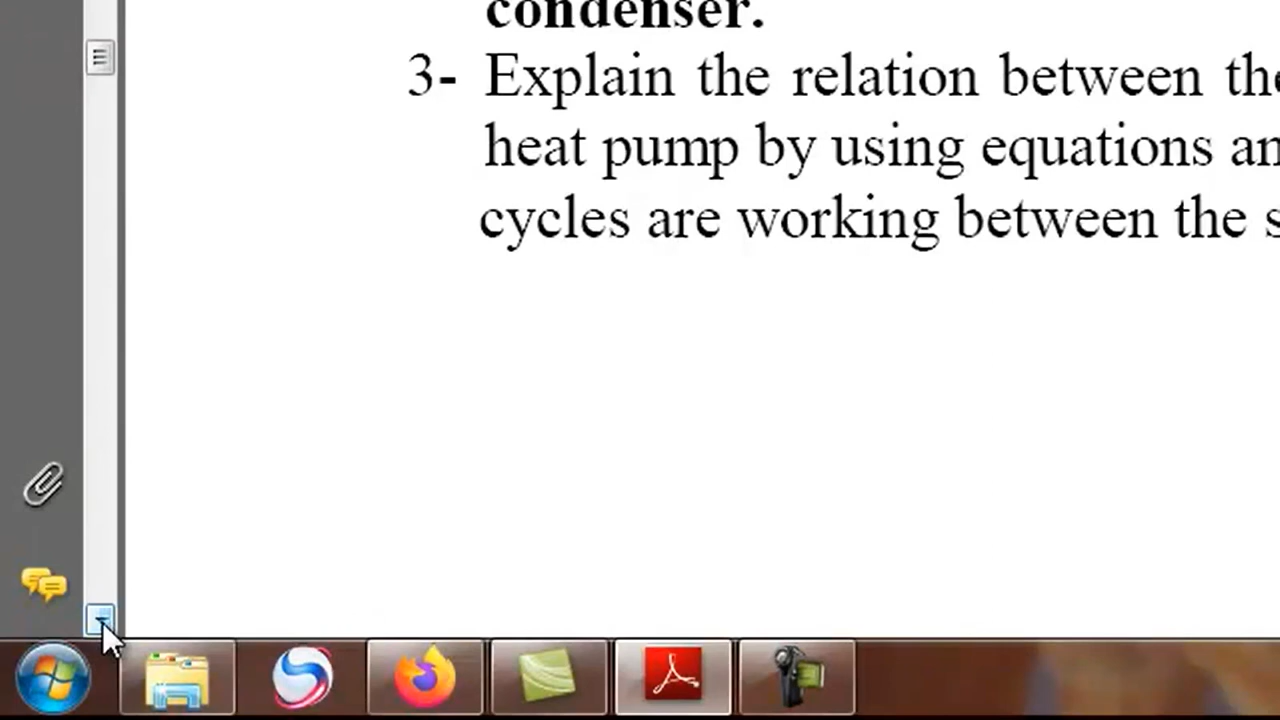 condenser.
3- Explain the relation between the
heat pump by using equations an
cycles are working between the s